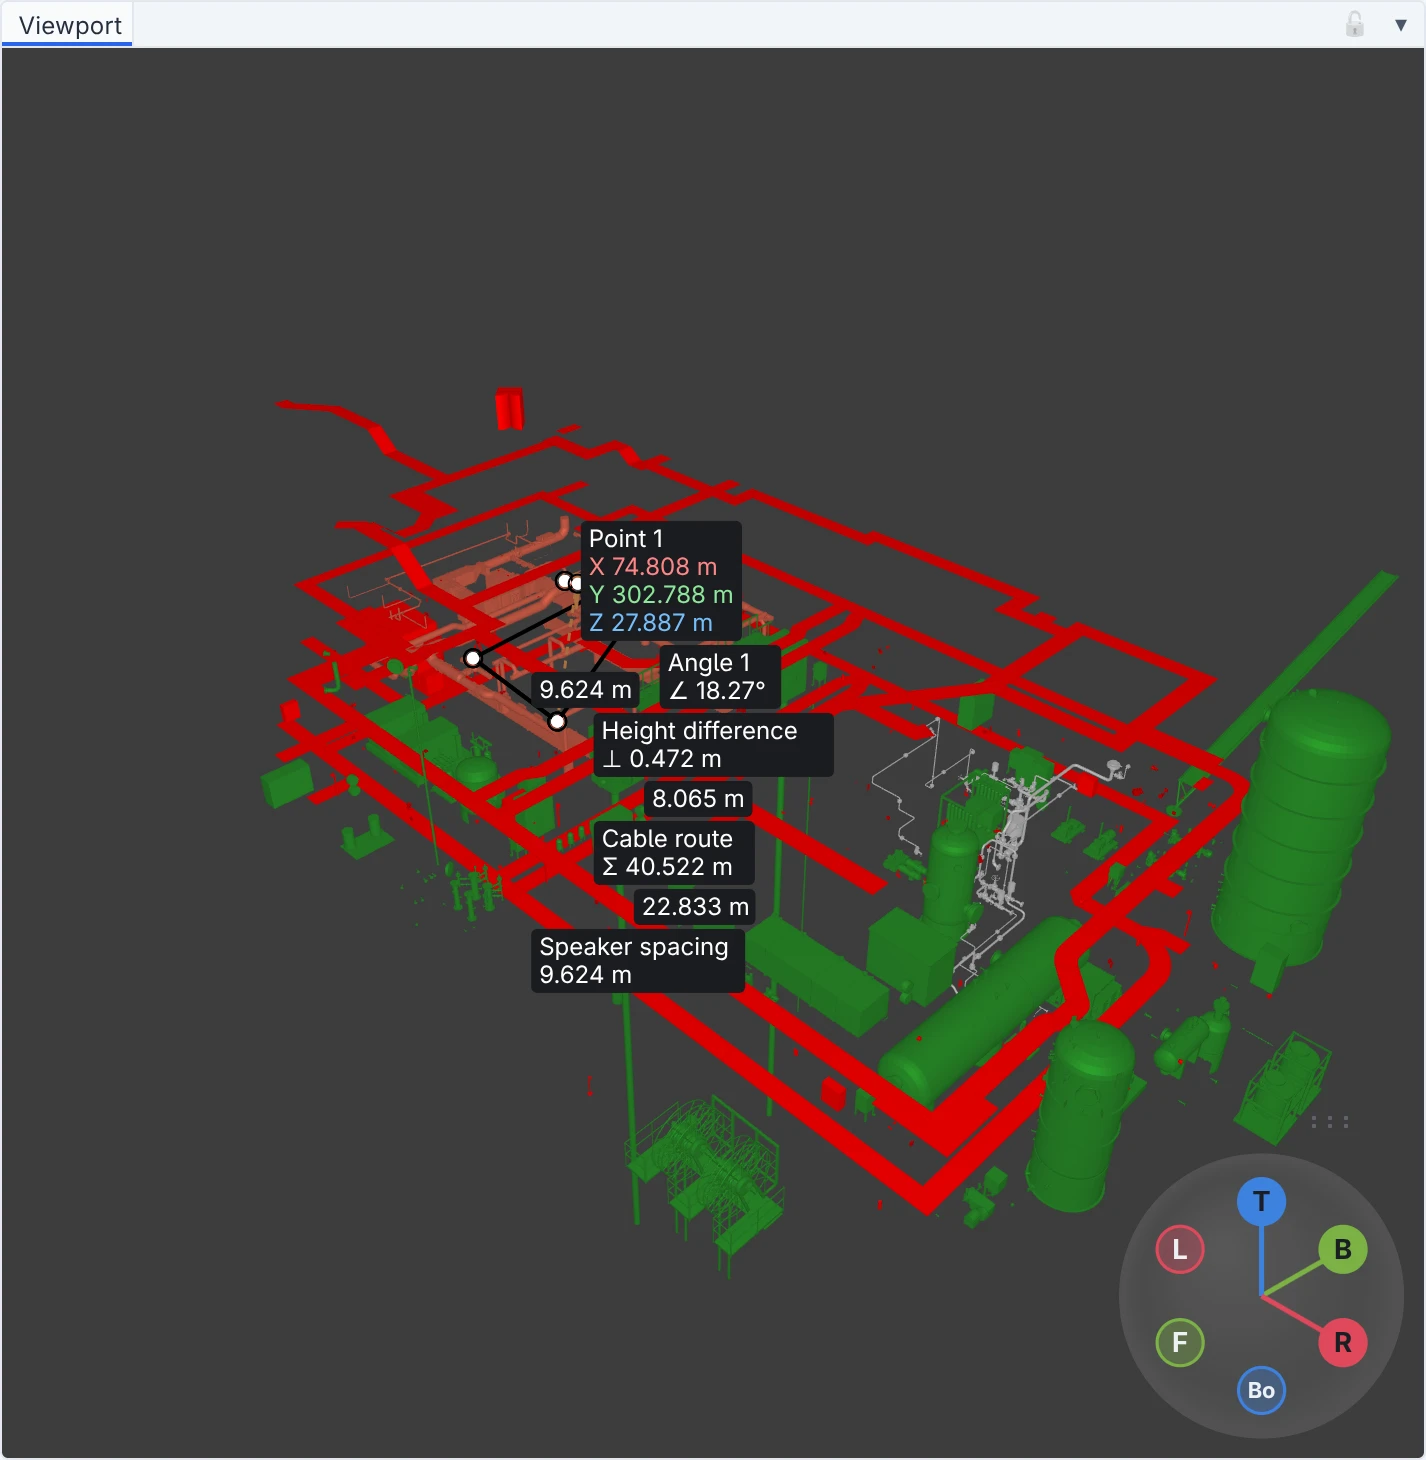 Viewport
Point 1
X 74.808 m
Y 302.788 m
Z 27.887 m
Angle 1
∠ 18.27°
9.624 m
Height difference
⊥ 0.472 m
8.065 m
Cable route
Σ 40.522 m
22.833 m
Speaker spacing
9.624 m
T
L
B
F
R
Bo